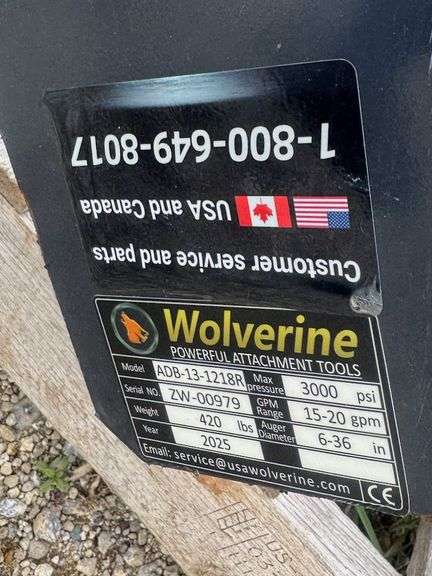 1-800-649-8017
USA and Canada
Customer service and parts
Wolverine
POWERFUL ATTACHMENT TOOLS
Model ADB-13-1218R Max pressure 3000 psi
Serial NO. ZW-00979 GPM Range 15-20 gpm
Weight 420 lbs Auger Diameter 6-36 in
Year 2025
Email: service@usawolverine.com CE